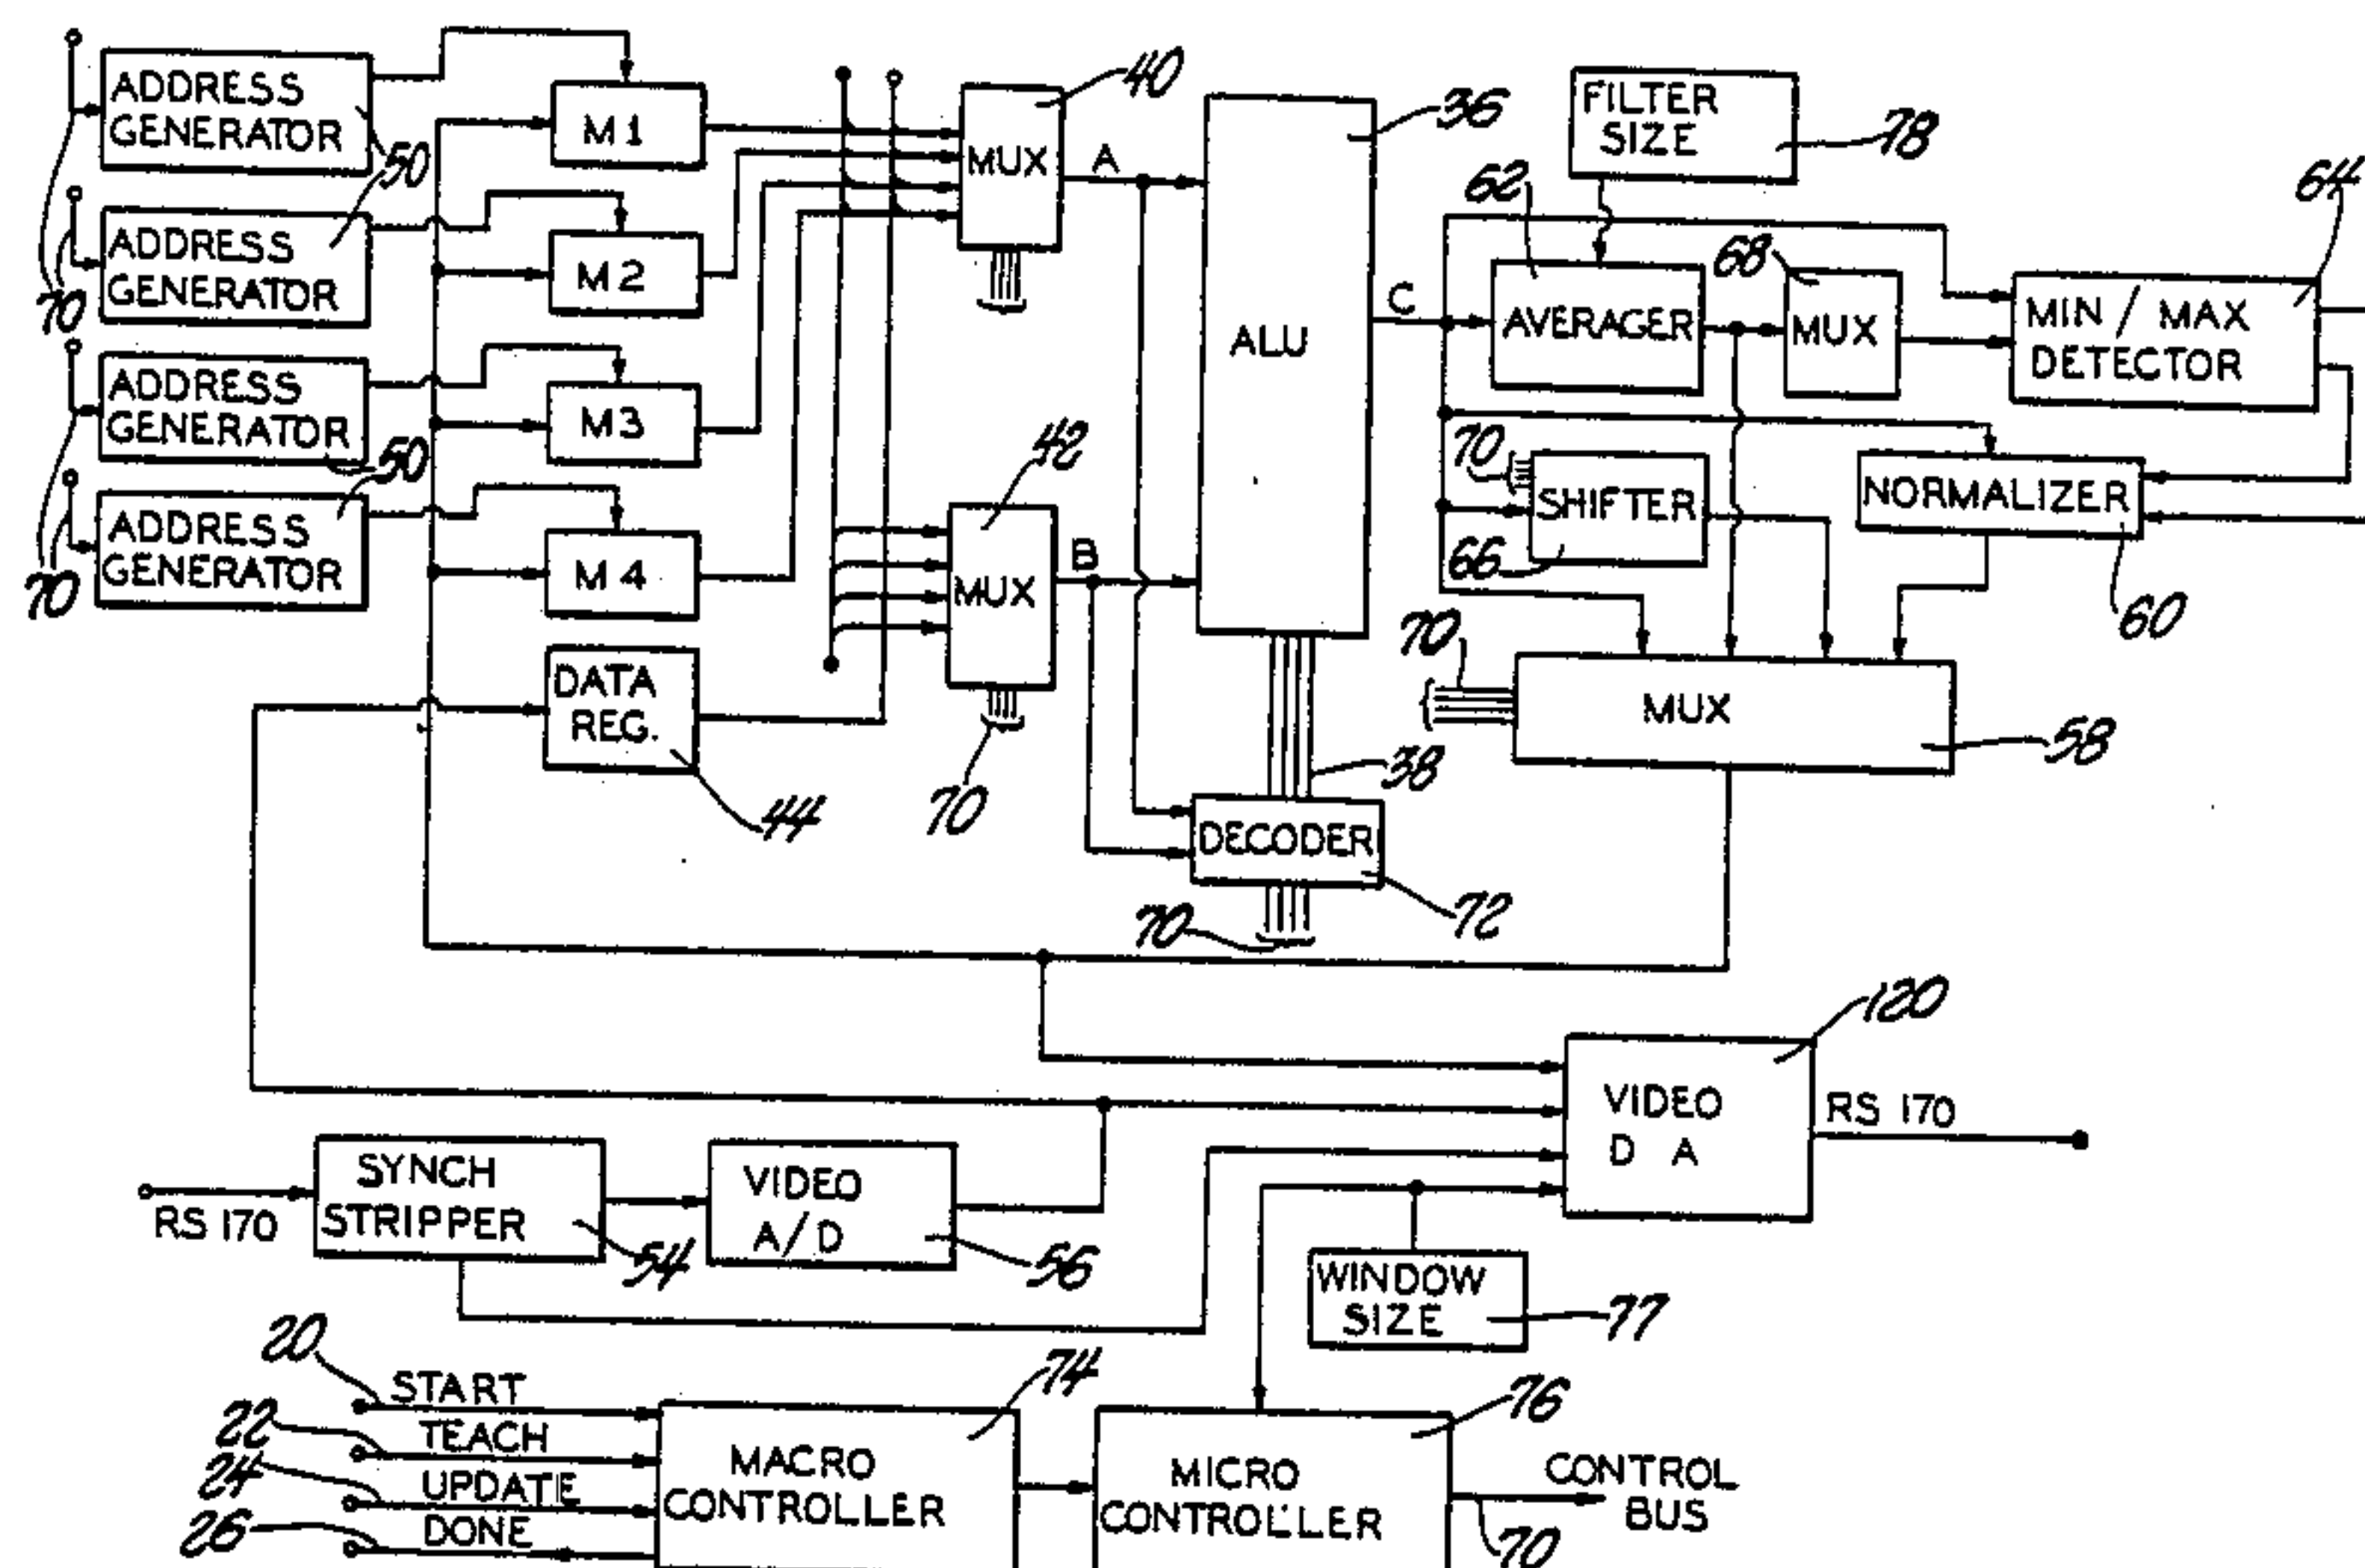 ADDRESS
GENERATOR
50
70
M1
ADDRESS
GENERATOR
M2
ADDRESS
GENERATOR
50
M3
ADDRESS
GENERATOR
70
M4
DATA
REG.
44
MUX
40
A
MUX
42
B
70
ALU
36
C
38
DECODER
72
70
FILTER
SIZE
78
62
AVERAGER
68
MUX
64
MIN / MAX
DETECTOR
70
SHIFTER
66
NORMALIZER
60
70
MUX
58
120
VIDEO
D A
RS 170
RS 170
SYNCH
STRIPPER
54
VIDEO
A/D
56
WINDOW
SIZE
77
20
START
22
TEACH
24
UPDATE
26
DONE
74
MACRO
CONTROLLER
76
MICRO
CONTROLLER
CONTROL
BUS
70